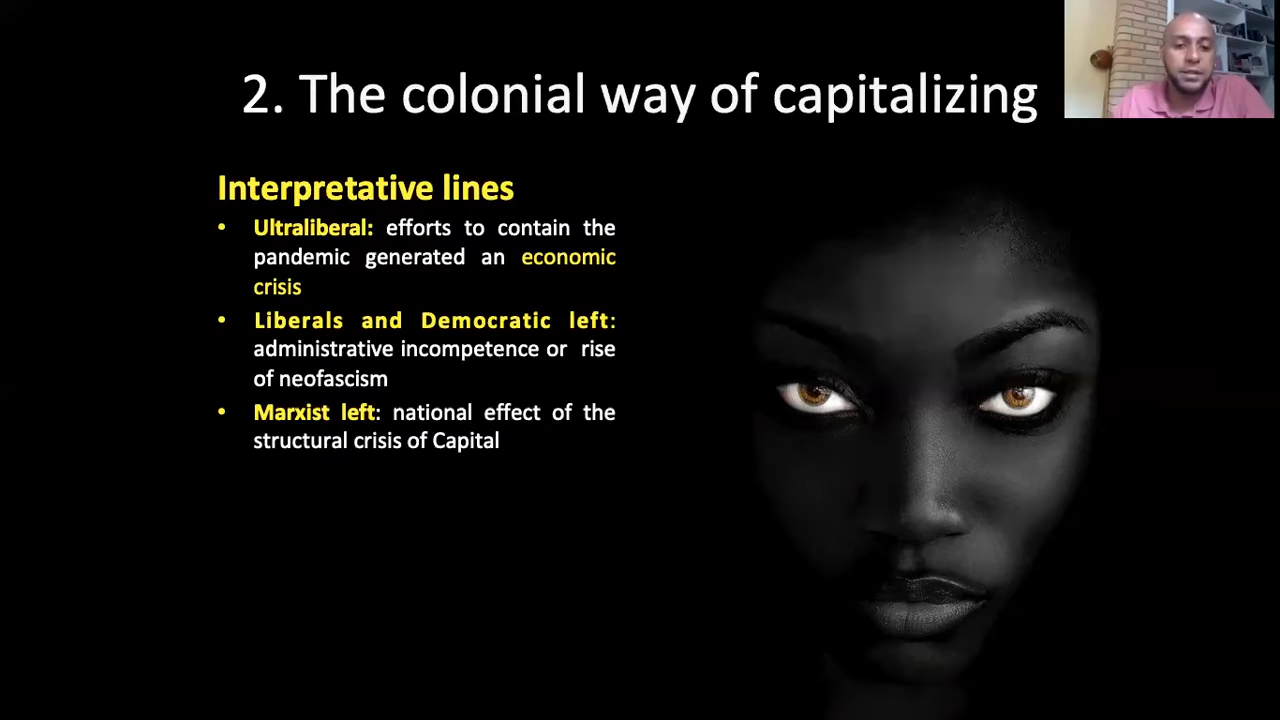 2. The colonial way of capitalizing
Interpretative lines
• Ultraliberal: efforts to contain the
pandemic generated an economic
crisis
• Liberals and Democratic left:
administrative incompetence or rise
of neofascism
• Marxist left: national effect of the
structural crisis of Capital